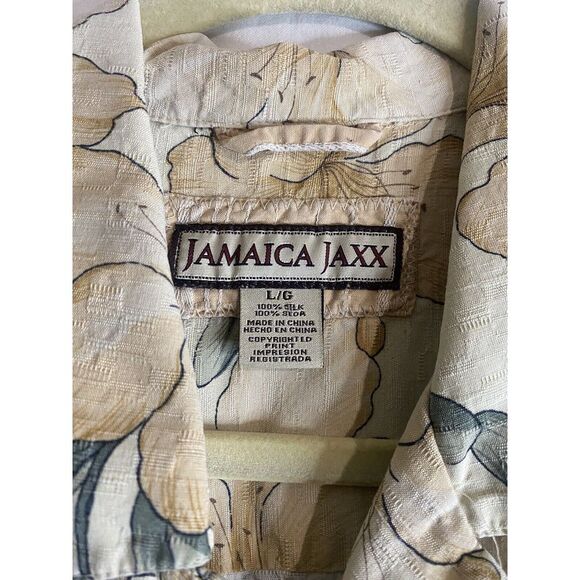 JAMAICA JAXX
L/G
100% SILK
100% SEDA
MADE IN CHINA
HECHO EN CHINA
COPYRIGHTED
PRINT
IMPRESION
REGISTRADA